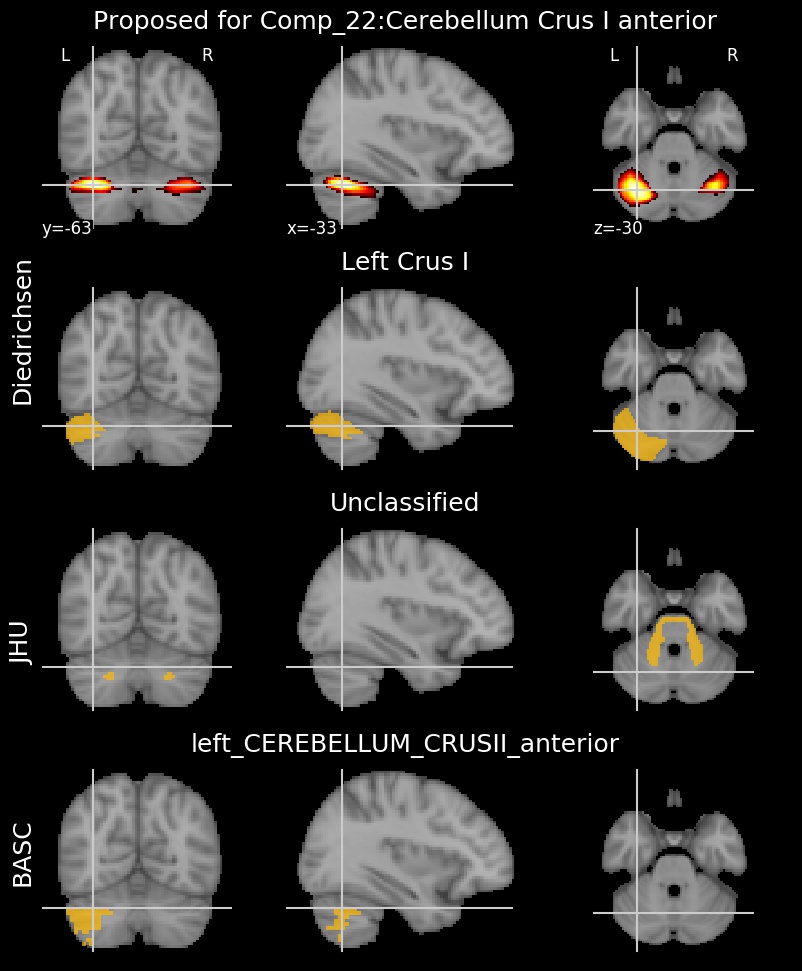 Proposed for Comp_22:Cerebellum Crus I anterior
L R L R
y=-63 x=-33 z=-30
Left Crus I
Diedrichsen
Unclassified
JHU
left_CEREBELLUM_CRUSII_anterior
BASC